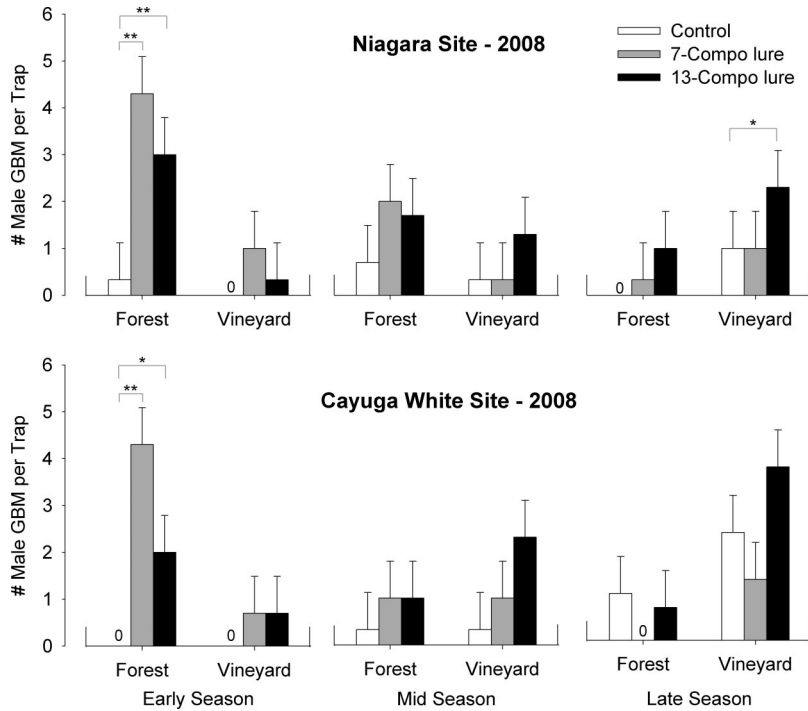 6
5
4
3
2
1
0
# Male GBM per Trap
Niagara Site - 2008
Control
7-Compo lure
13-Compo lure
**
**
*
0
0
Forest
Vineyard
Forest
Vineyard
Forest
Vineyard
6
5
4
3
2
1
0
# Male GBM per Trap
Cayuga White Site - 2008
*
**
0
0
0
Forest
Vineyard
Forest
Vineyard
Forest
Vineyard
Early Season
Mid Season
Late Season